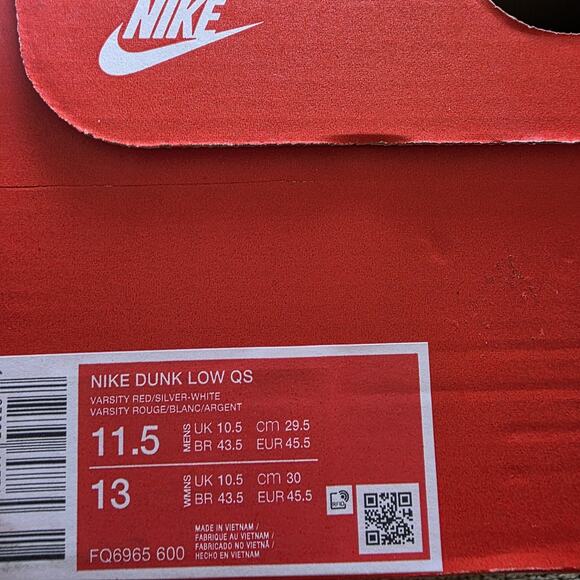 NIKE
NIKE DUNK LOW QS
VARSITY RED/SILVER-WHITE
VARSITY ROUGE/BLANC/ARGENT
11.5 MENS UK 10.5 cm 29.5
BR 43.5 EUR 45.5
13 WMNS UK 10.5 cm 30
BR 43.5 EUR 45.5
RFID
MADE IN VIETNAM /
FABRIQUÉ AU VIETNAM /
FABRICADO NO VIETNÃ /
HECHO EN VIETNAM
FQ6965 600